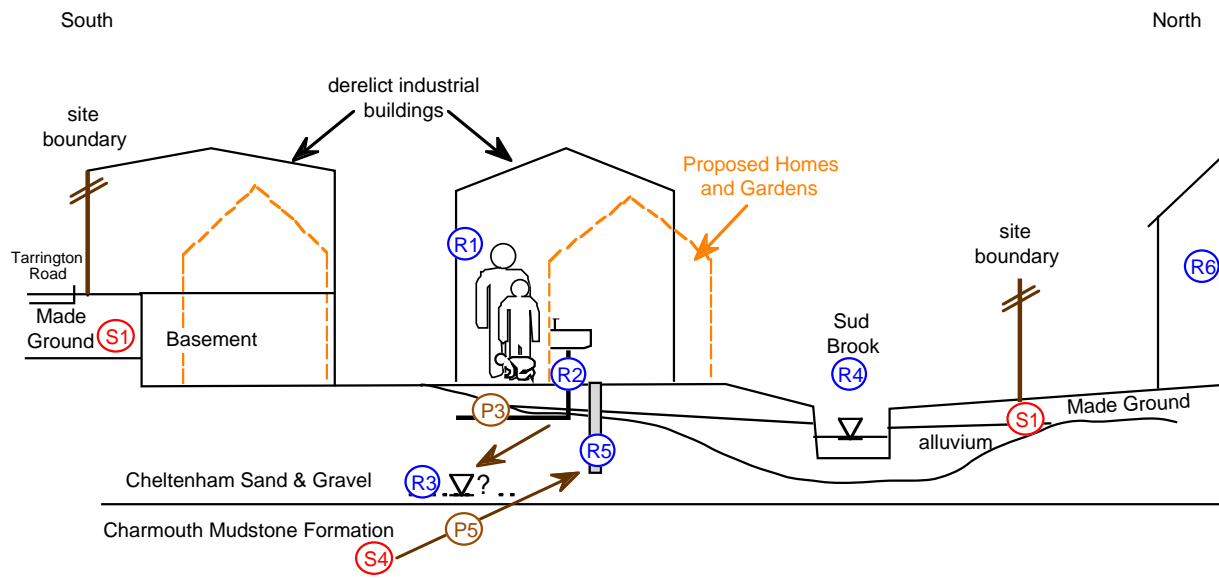 South
North
derelict industrial
buildings
site
boundary
Proposed Homes
and Gardens
R1
site
boundary
R6
Tarrington
Road
Made
Ground
S1
Basement
Sud
Brook
R4
R2
P3
Made Ground
S1
alluvium
R5
Cheltenham Sand & Gravel
R3
?
Charmouth Mudstone Formation
P5
S4